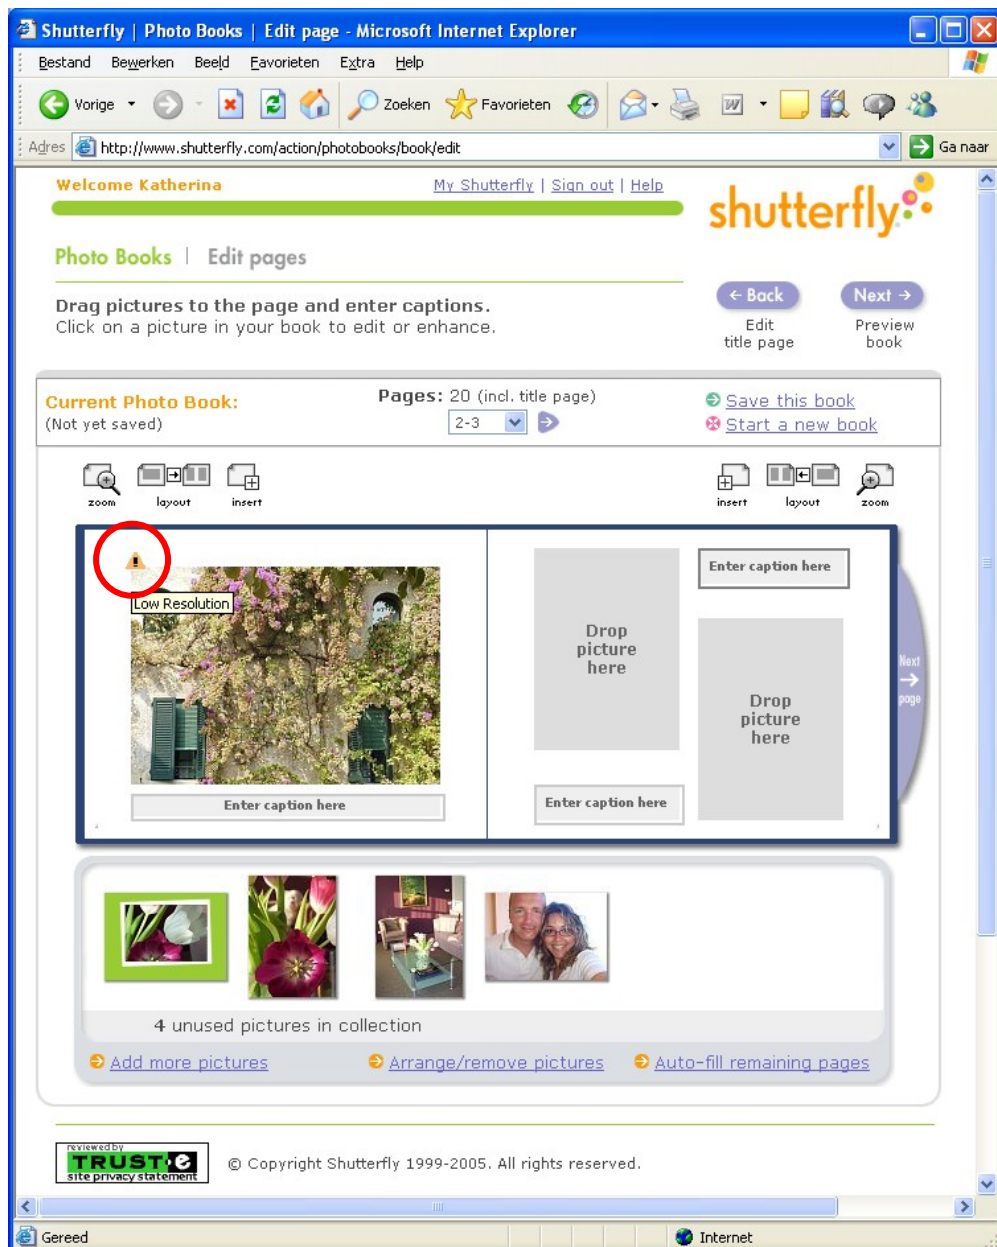 Shutterfly | Photo Books | Edit page - Microsoft Internet Explorer
Bestand Bewerken Beeld Favorieten Extra Help
Vorige Zoeken Favorieten
Adres http://www.shutterfly.com/action/photobooks/book/edit Ga naar
Welcome Katherina My Shutterfly | Sign out | Help
shutterfly
Photo Books | Edit pages
Drag pictures to the page and enter captions.
Click on a picture in your book to edit or enhance.
← Back Next →
Edit
title page
Preview
book
Current Photo Book:
(Not yet saved)
Pages: 20 (incl. title page)
2-3
Save this book
Start a new book
zoom layout insert
insert layout zoom
Low Resolution
Enter caption here
Drop
picture
here
Enter caption here
Enter caption here
Drop
picture
here
Next
→
page
4 unused pictures in collection
Add more pictures Arrange/remove pictures Auto-fill remaining pages
reviewed by
TRUST·e
site privacy statement
© Copyright Shutterfly 1999-2005. All rights reserved.
Gereed Internet